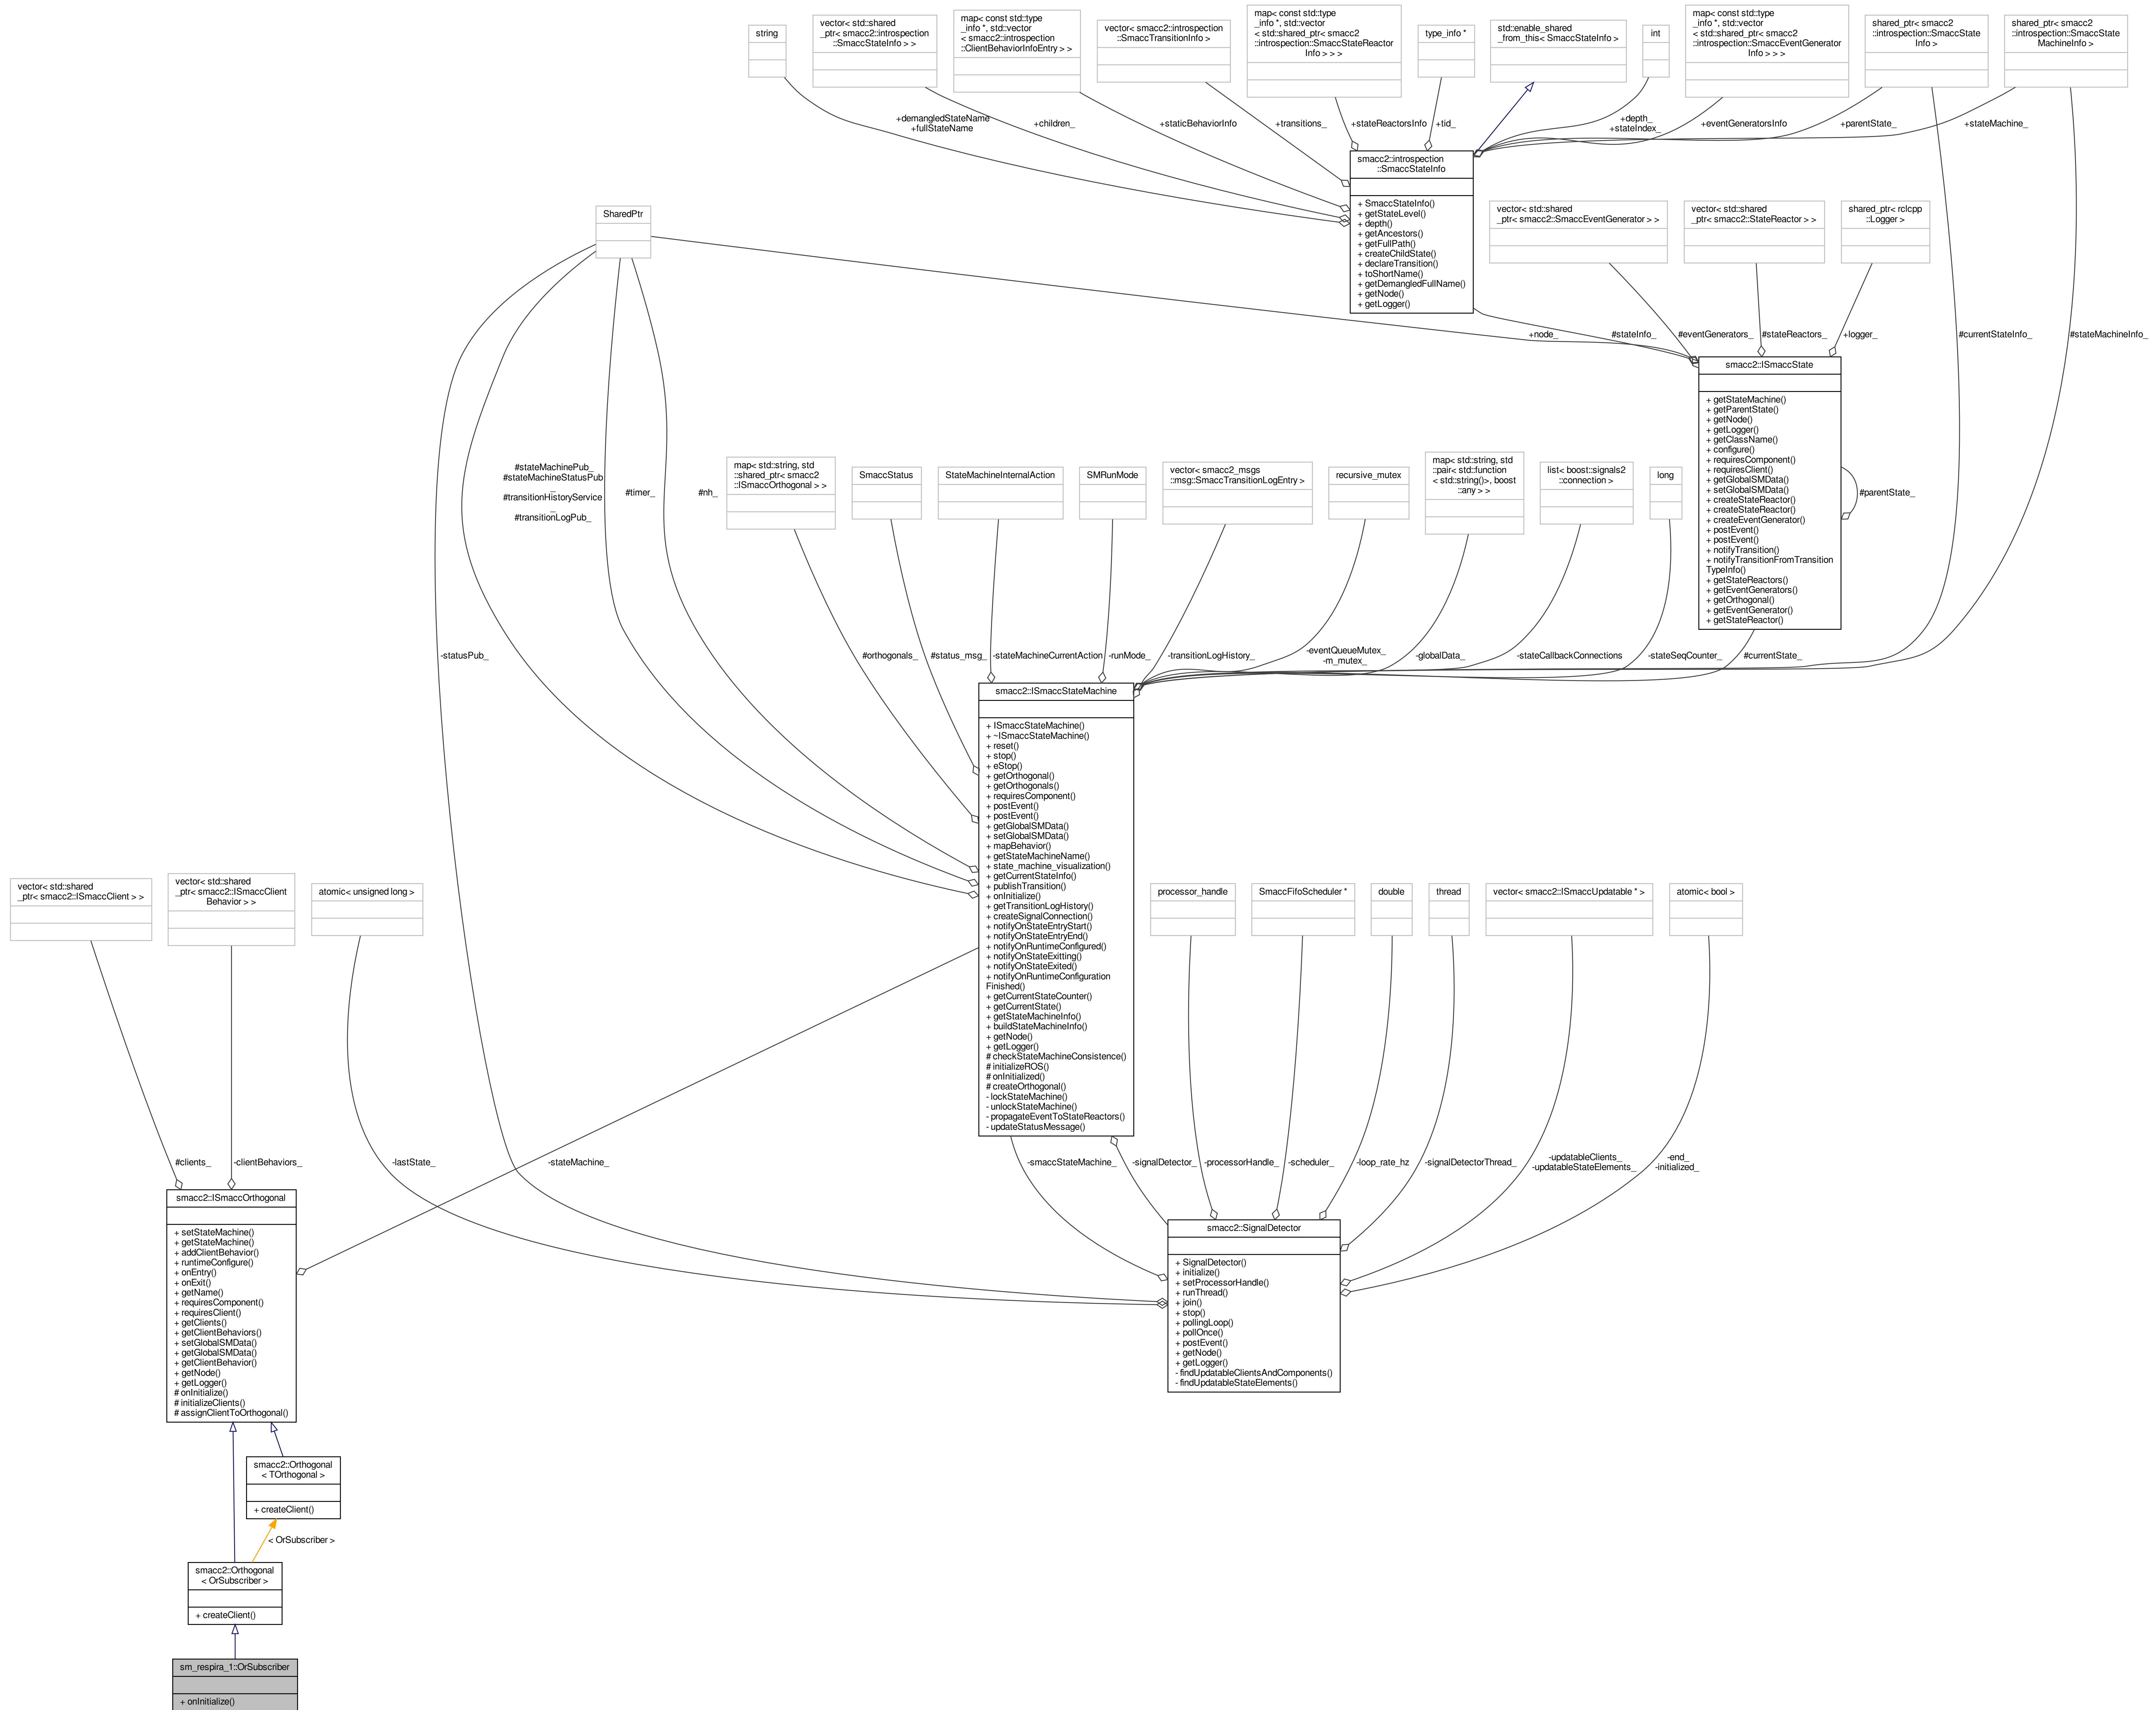 string
vector< std::shared
_ptr< smacc2::introspection
::SmaccStateInfo > >
map< const std::type
_info *, std::vector
< smacc2::introspection
::ClientBehaviorInfoEntry > >
vector< smacc2::introspection
::SmaccTransitionInfo >
map< const std::type
_info *, std::vector
< std::shared_ptr< smacc2
::introspection::SmaccStateReactor
Info > > >
type_info *
std::enable_shared
_from_this< SmaccStateInfo >
int
map< const std::type
_info *, std::vector
< std::shared_ptr< smacc2
::introspection::SmaccEventGenerator
Info > > >
shared_ptr< smacc2
::introspection::SmaccState
Info >
shared_ptr< smacc2
::introspection::SmaccState
MachineInfo >
+demangledStateName
+fullStateName
+children_
+staticBehaviorInfo
+transitions_
+stateReactorsInfo
+tid_
+depth_
+stateIndex_
+eventGeneratorsInfo
+parentState_
+stateMachine_
smacc2::introspection
::SmaccStateInfo
+ SmaccStateInfo()
+ getStateLevel()
+ depth()
+ getAncestors()
+ getFullPath()
+ createChildState()
+ declareTransition()
+ toShortName()
+ getDemangledFullName()
+ getNode()
+ getLogger()
SharedPtr
vector< std::shared
_ptr< smacc2::SmaccEventGenerator > >
vector< std::shared
_ptr< smacc2::StateReactor > >
shared_ptr< rclcpp
::Logger >
+node_
#stateInfo_
#eventGenerators_
#stateReactors_
+logger_
#currentStateInfo_
#stateMachineInfo_
smacc2::ISmaccState
+ getStateMachine()
+ getParentState()
+ getNode()
+ getLogger()
+ getClassName()
+ configure()
+ requiresComponent()
+ requiresClient()
+ getGlobalSMData()
+ setGlobalSMData()
+ createStateReactor()
+ createStateReactor()
+ createEventGenerator()
+ postEvent()
+ postEvent()
+ notifyTransition()
+ notifyTransitionFromTransition
TypeInfo()
+ getStateReactors()
+ getEventGenerators()
+ getOrthogonal()
+ getEventGenerator()
+ getStateReactor()
#parentState_
#stateMachinePub_
#stateMachineStatusPub
_
#transitionHistoryService
_
#transitionLogPub_
#timer_
#nh_
map< std::string, std
::shared_ptr< smacc2
::ISmaccOrthogonal > >
SmaccStatus
StateMachineInternalAction
SMRunMode
vector< smacc2_msgs
::msg::SmaccTransitionLogEntry >
recursive_mutex
map< std::string, std
::pair< std::function
< std::string()>, boost
::any > >
list< boost::signals2
::connection >
long
-statusPub_
#orthogonals_
#status_msg_
-stateMachineCurrentAction
-runMode_
-transitionLogHistory_
-eventQueueMutex_
-m_mutex_
-globalData_
-stateCallbackConnections
-stateSeqCounter_
#currentState_
smacc2::ISmaccStateMachine
+ ISmaccStateMachine()
+ ~ISmaccStateMachine()
+ reset()
+ stop()
+ eStop()
+ getOrthogonal()
+ getOrthogonals()
+ requiresComponent()
+ postEvent()
+ postEvent()
+ getGlobalSMData()
+ setGlobalSMData()
+ mapBehavior()
+ getStateMachineName()
+ state_machine_visualization()
+ getCurrentStateInfo()
+ publishTransition()
+ onInitialize()
+ getTransitionLogHistory()
+ createSignalConnection()
+ notifyOnStateEntryStart()
+ notifyOnStateEntryEnd()
+ notifyOnRuntimeConfigured()
+ notifyOnStateExitting()
+ notifyOnStateExited()
+ notifyOnRuntimeConfiguration
Finished()
+ getCurrentStateCounter()
+ getCurrentState()
+ getStateMachineInfo()
+ buildStateMachineInfo()
+ getNode()
+ getLogger()
# checkStateMachineConsistence()
# initializeROS()
# onInitialized()
# createOrthogonal()
- lockStateMachine()
- unlockStateMachine()
- propagateEventToStateReactors()
- updateStatusMessage()
vector< std::shared
_ptr< smacc2::ISmaccClient > >
vector< std::shared
_ptr< smacc2::ISmaccClient
Behavior > >
atomic< unsigned long >
processor_handle
SmaccFifoScheduler *
double
thread
vector< smacc2::ISmaccUpdatable * >
atomic< bool >
#clients_
-clientBehaviors_
-lastState_
-stateMachine_
-smaccStateMachine_
-signalDetector_
-processorHandle_
-scheduler_
-loop_rate_hz
-signalDetectorThread_
-updatableClients_
-updatableStateElements_
-end_
-initialized_
smacc2::ISmaccOrthogonal
+ setStateMachine()
+ getStateMachine()
+ addClientBehavior()
+ runtimeConfigure()
+ onEntry()
+ onExit()
+ getName()
+ requiresComponent()
+ requiresClient()
+ getClients()
+ getClientBehaviors()
+ setGlobalSMData()
+ getGlobalSMData()
+ getClientBehavior()
+ getNode()
+ getLogger()
# onInitialize()
# initializeClients()
# assignClientToOrthogonal()
smacc2::SignalDetector
+ SignalDetector()
+ initialize()
+ setProcessorHandle()
+ runThread()
+ join()
+ stop()
+ pollingLoop()
+ pollOnce()
+ postEvent()
+ getNode()
+ getLogger()
- findUpdatableClientsAndComponents()
- findUpdatableStateElements()
smacc2::Orthogonal
< TOrthogonal >
+ createClient()
< OrSubscriber >
smacc2::Orthogonal
< OrSubscriber >
+ createClient()
sm_respira_1::OrSubscriber
+ onInitialize()